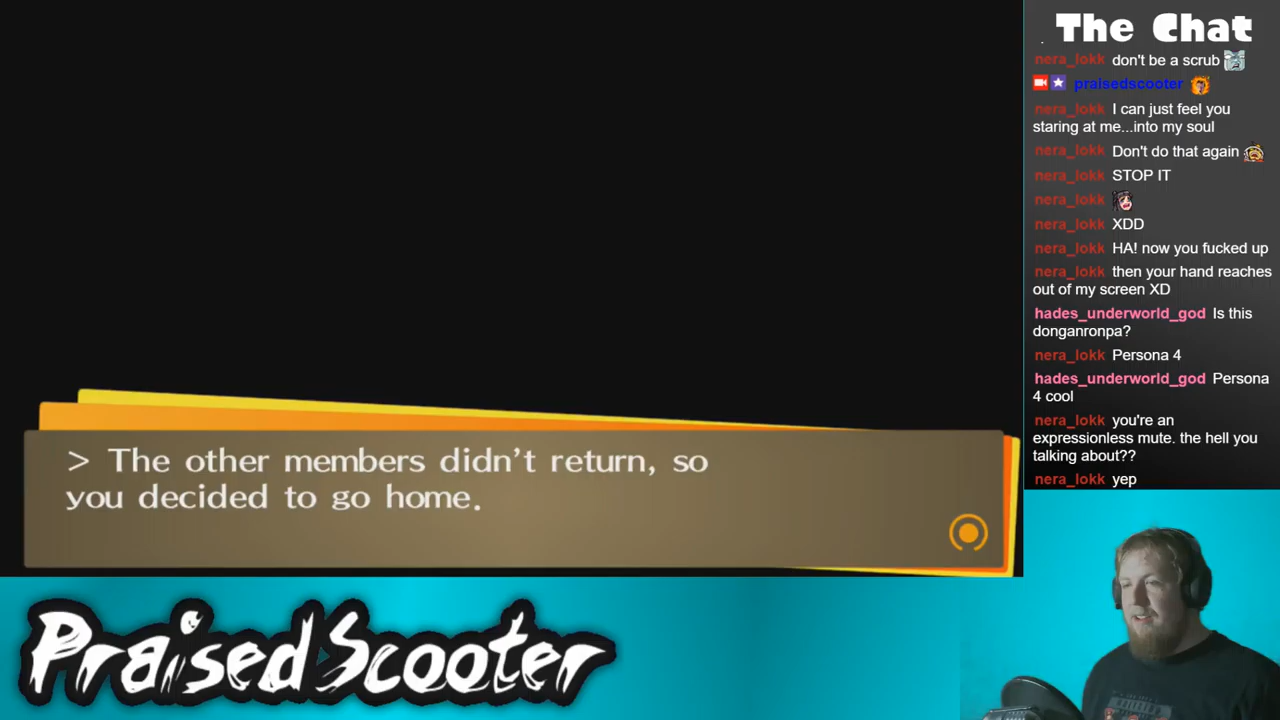 The Chat
nera_lokk don't be a scrub
praisedscooter
nera_lokk I can just feel you
staring at me...into my soul
nera_lokk Don't do that again
nera_lokk STOP IT
nera_lokk
nera_lokk XDD
nera_lokk HA! now you fucked up
nera_lokk then your hand reaches
out of my screen XD
hades_underworld_god Is this
donganronpa?
nera_lokk Persona 4
hades_underworld_god Persona
4 cool
nera_lokk you're an
expressionless mute. the hell you
talking about??
nera_lokk yep
> The other members didn't return, so
you decided to go home.
PraisedScooter